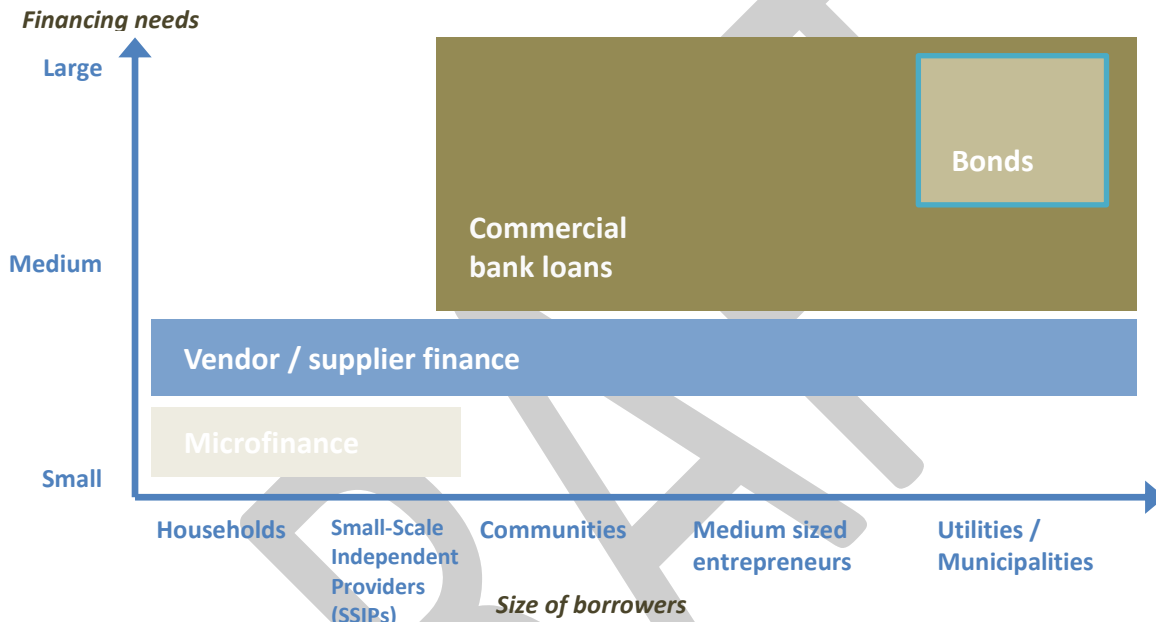 Financing needs
Large
Bonds
Commercial
bank loans
Medium
Vendor / supplier finance
Microfinance
Small
Households
Small-Scale
Independent
Providers
(SSIPs)
Communities
Medium sized
entrepreneurs
Utilities /
Municipalities
Size of borrowers